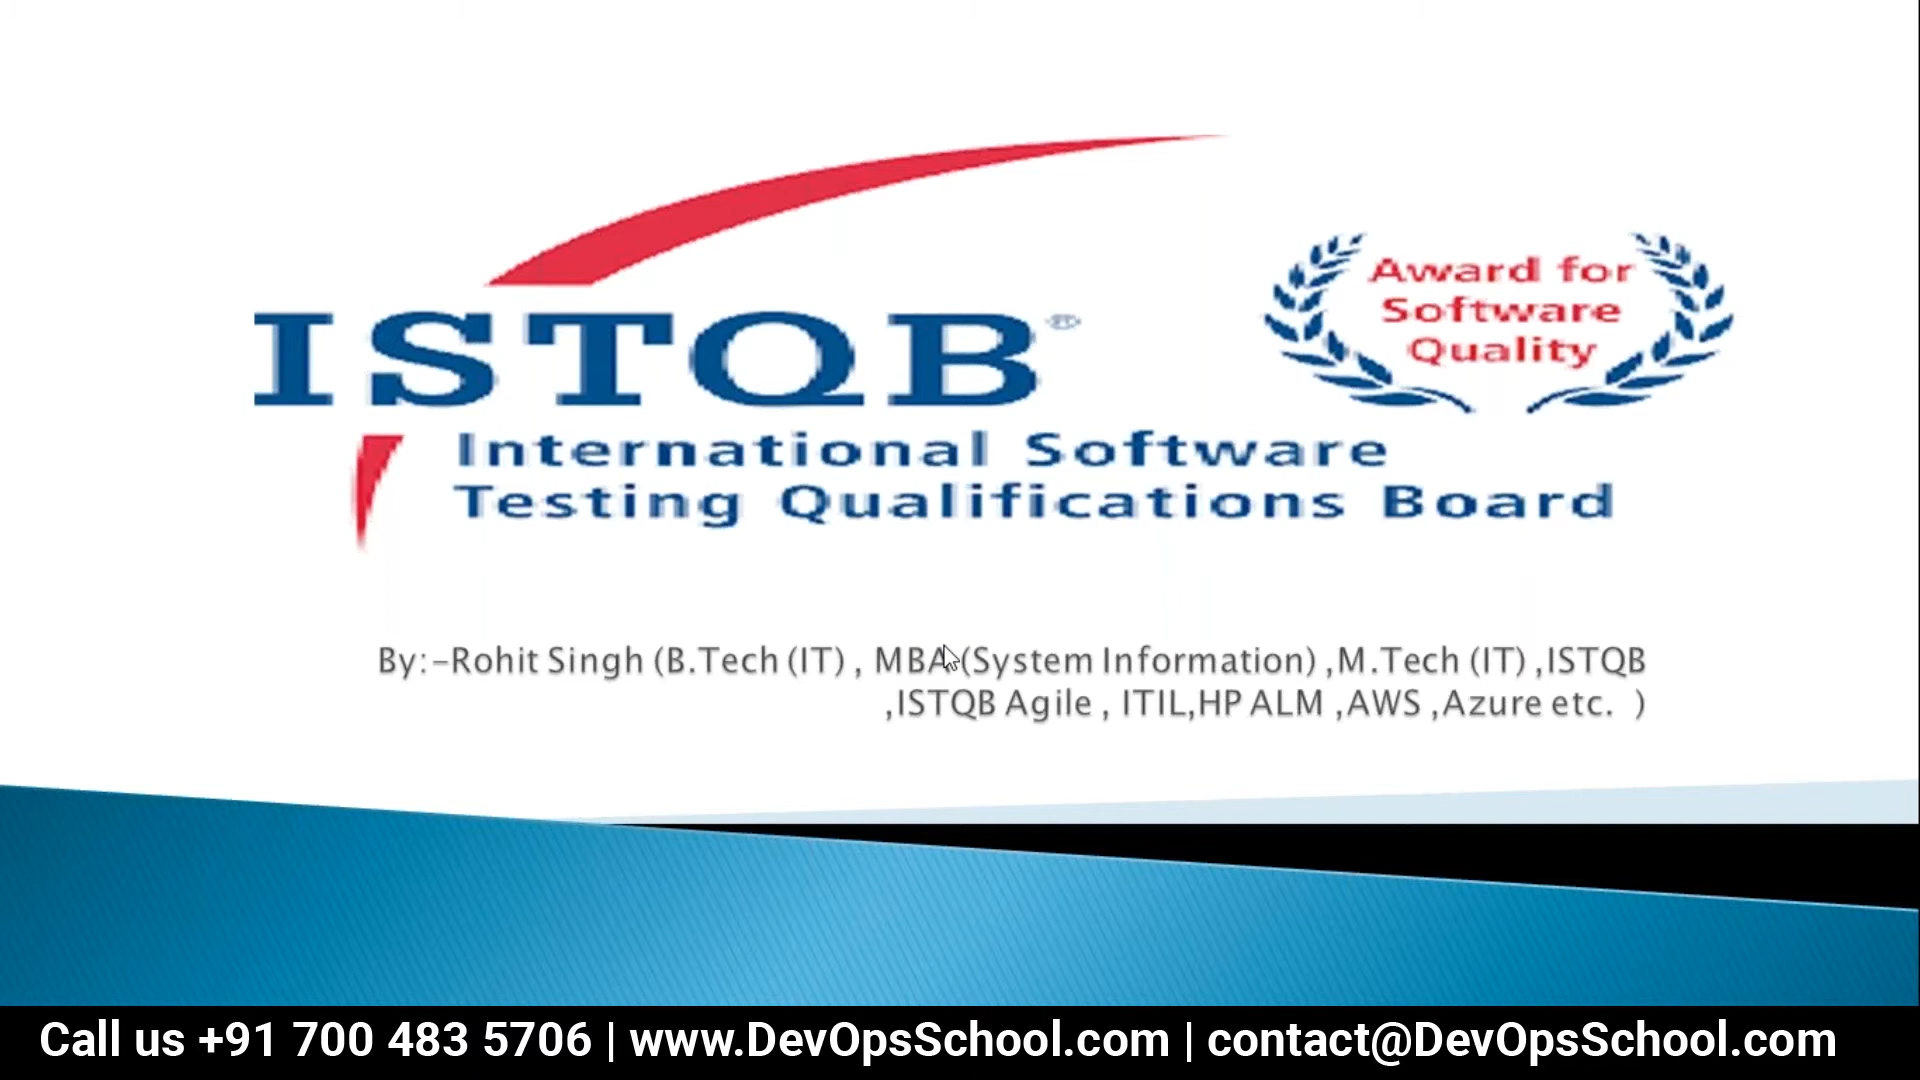 ISTQB®
Award for
Software
Quality
International Software
Testing Qualifications Board
By:-Rohit Singh (B.Tech (IT) , MBA (System Information) ,M.Tech (IT) ,ISTQB
,ISTQB Agile , ITIL,HP ALM ,AWS ,Azure etc. )
Call us +91 700 483 5706 | www.DevOpsSchool.com | contact@DevOpsSchool.com